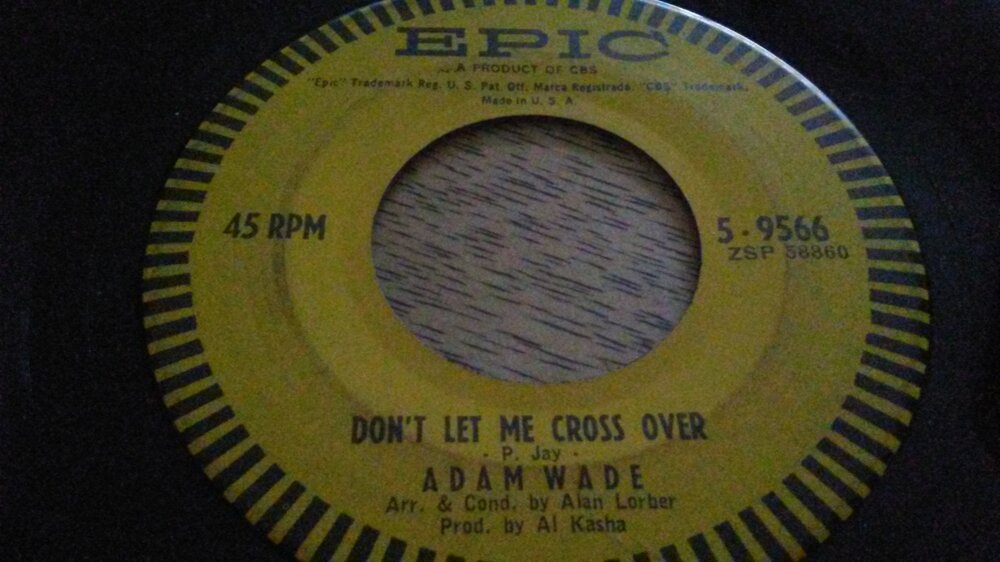 EPIC
A PRODUCT OF CBS
"Epic" Trademark Reg. U. S. Pat. Off. Marca Registrada. "CBS" Trademark.
Made in U. S. A.
45 RPM
5-9566
ZSP 58860
DON'T LET ME CROSS OVER
- P. Jay -
ADAM WADE
Arr. & Cond. by Alan Lorber
Prod. by Al Kasha